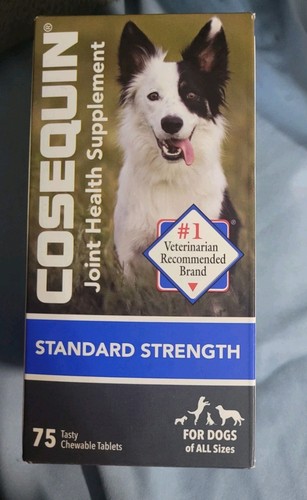 COSEQUIN®
Joint Health Supplement
#1
Veterinarian
Recommended
Brand
STANDARD STRENGTH
75 Tasty
Chewable Tablets
FOR DOGS
of ALL Sizes